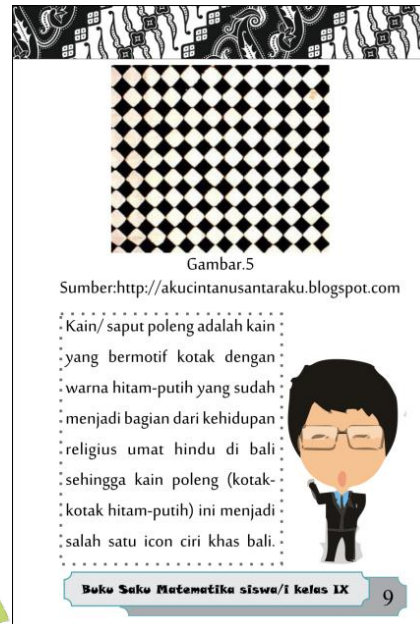 Gambar.5
Sumber:http://akucintanusantaraku.blogspot.com
Kain/ saput poleng adalah kain
yang bermotif kotak dengan
warna hitam-putih yang sudah
menjadi bagian dari kehidupan
religius umat hindu di bali
sehingga kain poleng (kotak-
kotak hitam-putih) ini menjadi
salah satu icon ciri khas bali.
Buku Saku Matematika siswa/i kelas IX
9